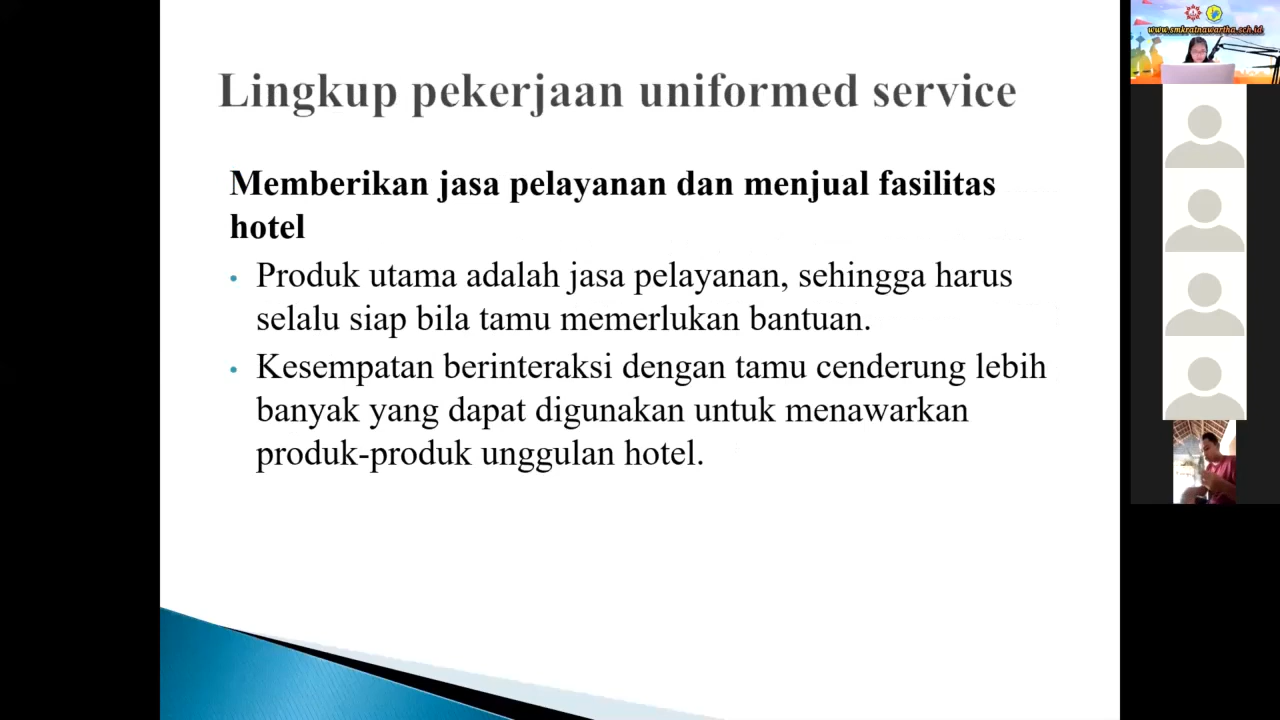 Lingkup pekerjaan uniformed service
Memberikan jasa pelayanan dan menjual fasilitas
hotel
• Produk utama adalah jasa pelayanan, sehingga harus
selalu siap bila tamu memerlukan bantuan.
• Kesempatan berinteraksi dengan tamu cenderung lebih
banyak yang dapat digunakan untuk menawarkan
produk-produk unggulan hotel.
www.smkratnawartha.sch.id